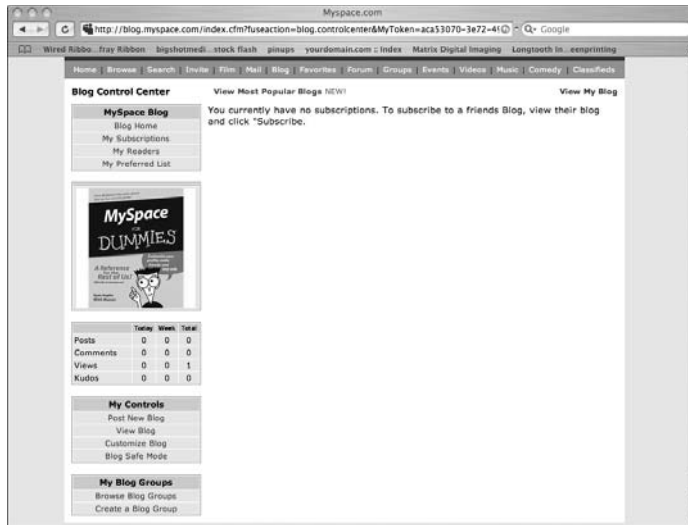 Myspace.com
http://blog.myspace.com/index.cfm?fuseaction=blog.controlcenter&MyToken=aca53070-3e72-4
Google
Wired Ribbo...fray Ribbon bigshotmedi...stock flash pinups yourdomain.com :: Index Matrix Digital Imaging Longtooth In...eenprinting
Home | Browse | Search | Invite | Film | Mail | Blog | Favorites | Forum | Groups | Events | Videos | Music | Comedy | Classifieds
Blog Control Center View Most Popular Blogs NEW! View My Blog
You currently have no subscriptions. To subscribe to a friends Blog, view their blog
and click "Subscribe.
MySpace Blog
Blog Home
My Subscriptions
My Readers
My Preferred List
MySpace
FOR
DUMMIES
A Reference
for the
Rest of Us!
Today Week Total
Posts 0 0 0
Comments 0 0 0
Views 0 0 1
Kudos 0 0 0
My Controls
Post New Blog
View Blog
Customize Blog
Blog Safe Mode
My Blog Groups
Browse Blog Groups
Create a Blog Group